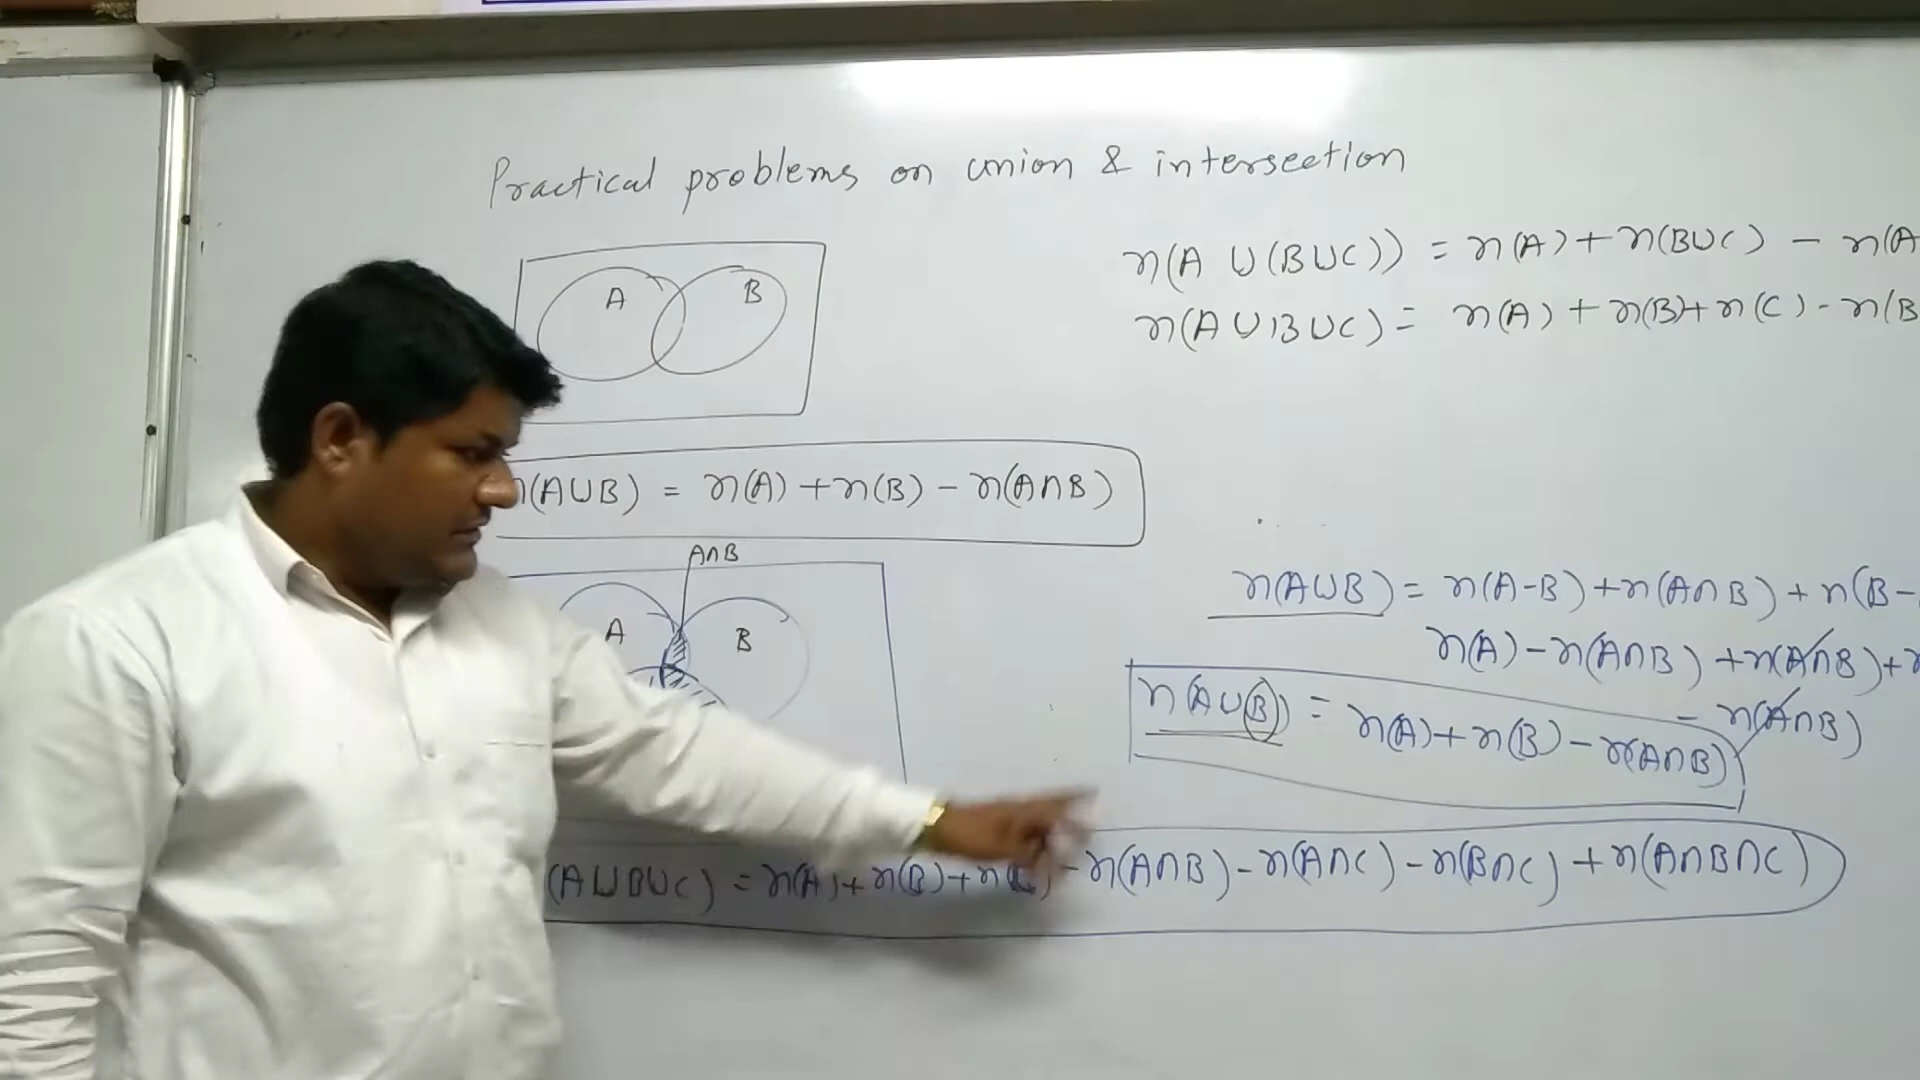 Practical problems on union & intersection
n(A ∪ (B∪C)) = n(A) + n(B∪C) - n(A
n(A ∪ B ∪ C) = n(A) + n(B) + n(C) - n(B
A B
n(A∪B) = n(A) + n(B) - n(A∩B)
A∩B
A B
n(A∪B) = n(A-B) + n(A∩B) + n(B-
n(A) - n(A∩B) + n(A∩B) +
- n(A∩B)
n(A∪B) = n(A) + n(B) - n(A∩B)
(A∪B∪C) = n(A) + n(B) + n(C) - n(A∩B) - n(A∩C) - n(B∩C) + n(A∩B∩C)